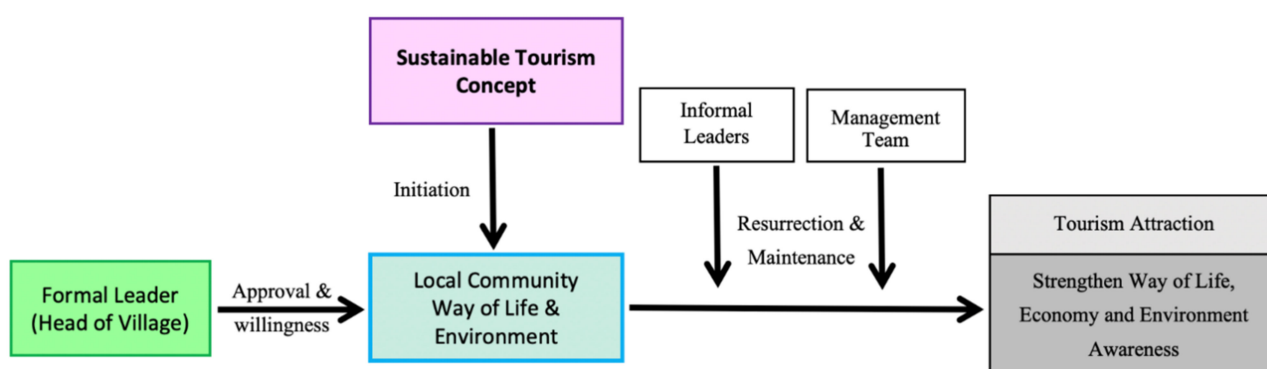 Sustainable Tourism
Concept
Informal
Leaders
Management
Team
Initiation
Resurrection &
Maintenance
Tourism Attraction
Formal Leader
(Head of Village)
Approval &
willingness
Local Community
Way of Life &
Environment
Strengthen Way of Life,
Economy and Environment
Awareness